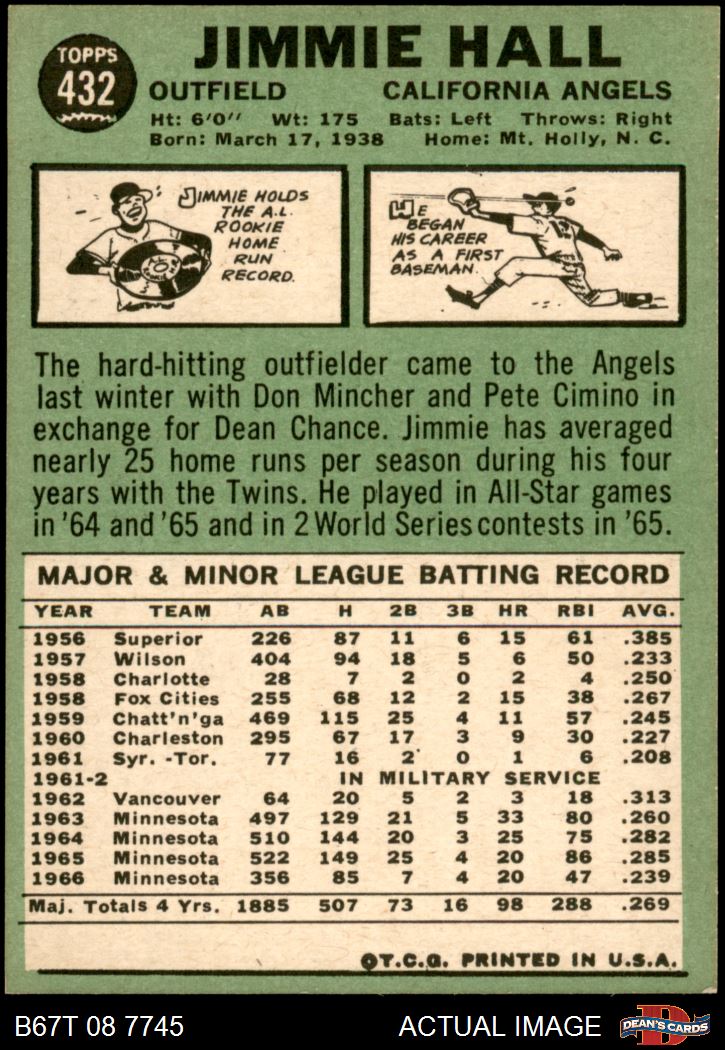 TOPPS
432
JIMMIE HALL
OUTFIELD CALIFORNIA ANGELS
Ht: 6'0" Wt: 175 Bats: Left Throws: Right
Born: March 17, 1938 Home: Mt. Holly, N. C.
JIMMIE HOLDS
THE A.L.
ROOKIE
HOME
RUN
RECORD.
WE
BEGAN
HIS CAREER
AS A FIRST
BASEMAN.
The hard-hitting outfielder came to the Angels
last winter with Don Mincher and Pete Cimino in
exchange for Dean Chance. Jimmie has averaged
nearly 25 home runs per season during his four
years with the Twins. He played in All-Star games
in '64 and '65 and in 2 World Series contests in '65.
MAJOR & MINOR LEAGUE BATTING RECORD
YEAR TEAM AB H 2B 3B HR RBI AVG.
1956 Superior 226 87 11 6 15 61 .385
1957 Wilson 404 94 18 5 6 50 .233
1958 Charlotte 28 7 2 0 2 4 .250
1958 Fox Cities 255 68 12 2 15 38 .267
1959 Chatt'n'ga 469 115 25 4 11 57 .245
1960 Charleston 295 67 17 3 9 30 .227
1961 Syr. -Tor. 77 16 2 0 1 6 .208
1961-2 IN MILITARY SERVICE
1962 Vancouver 64 20 5 2 3 18 .313
1963 Minnesota 497 129 21 5 33 80 .260
1964 Minnesota 510 144 20 3 25 75 .282
1965 Minnesota 522 149 25 4 20 86 .285
1966 Minnesota 356 85 7 4 20 47 .239
Maj. Totals 4 Yrs. 1885 507 73 16 98 288 .269
©T.C.G. PRINTED IN U.S.A.
B67T 08 7745 ACTUAL IMAGE
D
DEAN'S CARDS